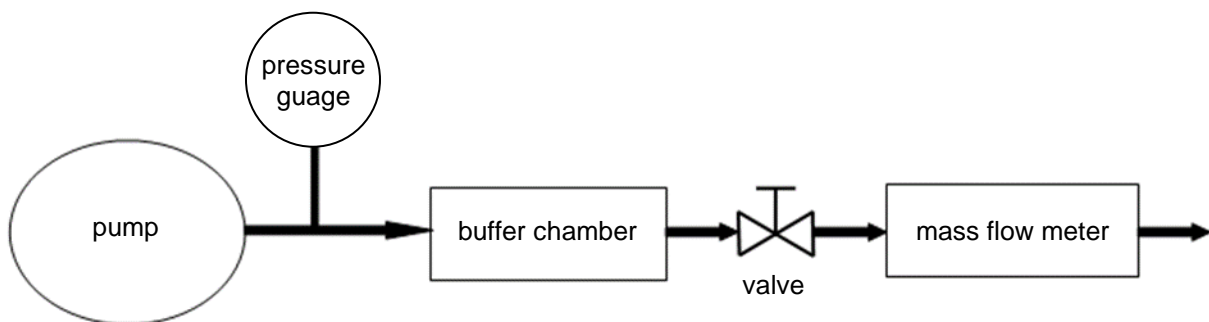 pressure
guage
pump
buffer chamber
valve
mass flow meter